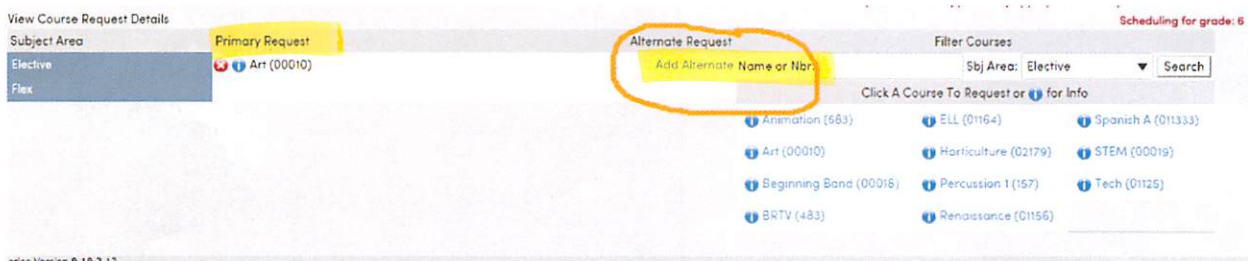 View Course Request Details
Scheduling for grade: 6
Subject Area Primary Request Alternate Request Filter Courses
Elective Art (00010) Add Alternate Name or Nbr: Sbj Area: Elective Search
Flex Click A Course To Request or for Info
Animation (583) ELL (01164) Spanish A (011333)
Art (00010) Horticulture (02179) STEM (00019)
Beginning Band (00018) Percussion 1 (157) Tech (01125)
BRTV (483) Renaissance (01156)